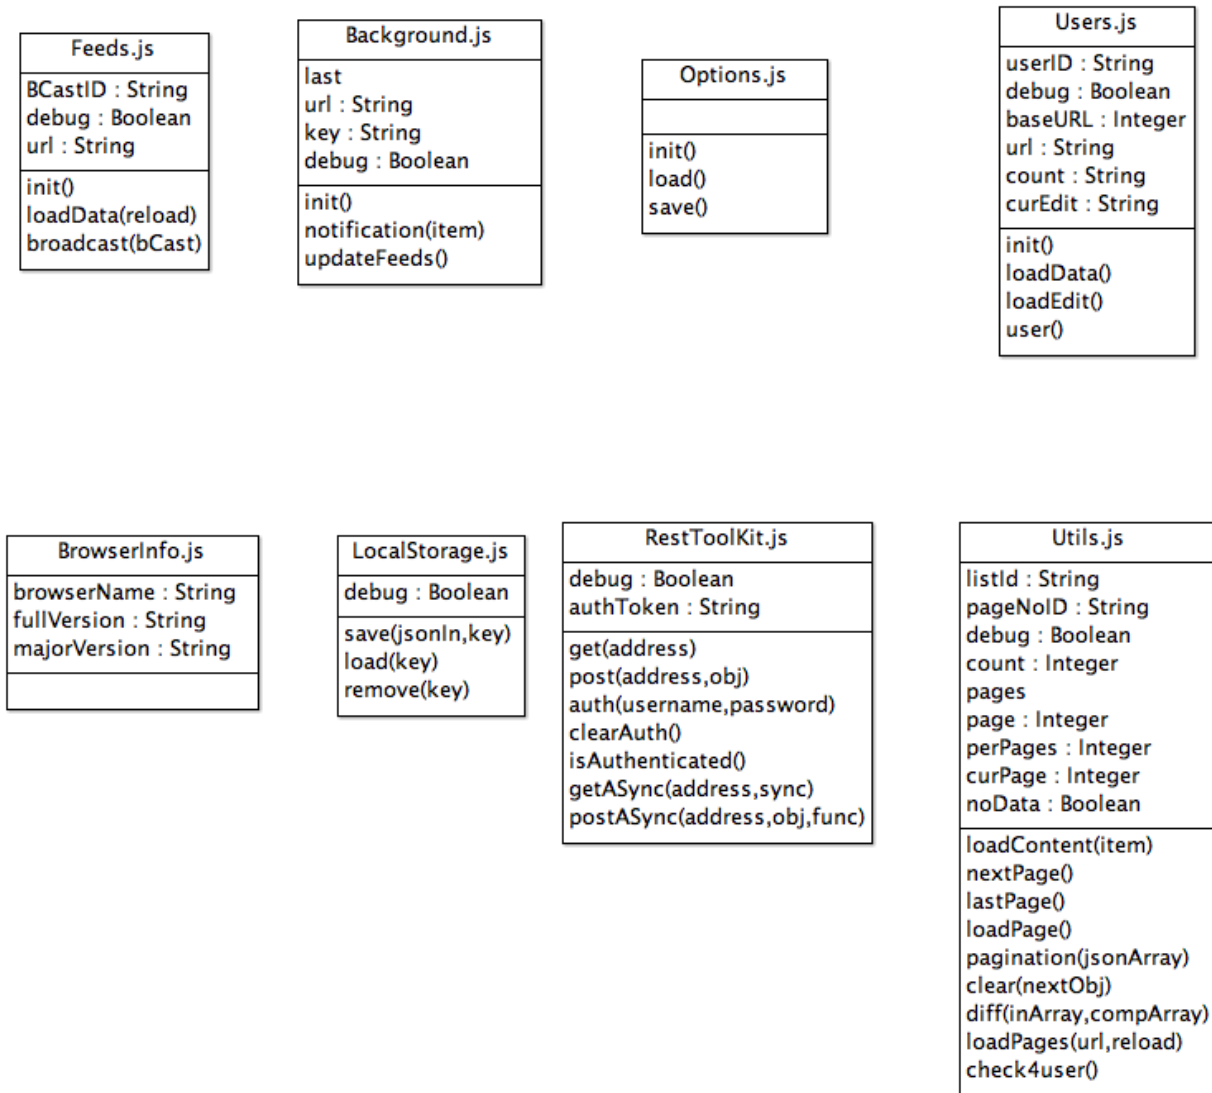 Feeds.js
BCastID : String
debug : Boolean
url : String
init()
loadData(reload)
broadcast(bCast)
Background.js
last
url : String
key : String
debug : Boolean
init()
notification(item)
updateFeeds()
Options.js
init()
load()
save()
Users.js
userID : String
debug : Boolean
baseURL : Integer
url : String
count : String
curEdit : String
init()
loadData()
loadEdit()
user()
BrowserInfo.js
browserName : String
fullVersion : String
majorVersion : String
LocalStorage.js
debug : Boolean
save(jsonIn,key)
load(key)
remove(key)
RestToolKit.js
debug : Boolean
authToken : String
get(address)
post(address,obj)
auth(username,password)
clearAuth()
isAuthenticated()
getASync(address,sync)
postASync(address,obj,func)
Utils.js
listId : String
pageNoID : String
debug : Boolean
count : Integer
pages
page : Integer
perPages : Integer
curPage : Integer
noData : Boolean
loadContent(item)
nextPage()
lastPage()
loadPage()
pagination(jsonArray)
clear(nextObj)
diff(inArray,compArray)
loadPages(url,reload)
check4user()